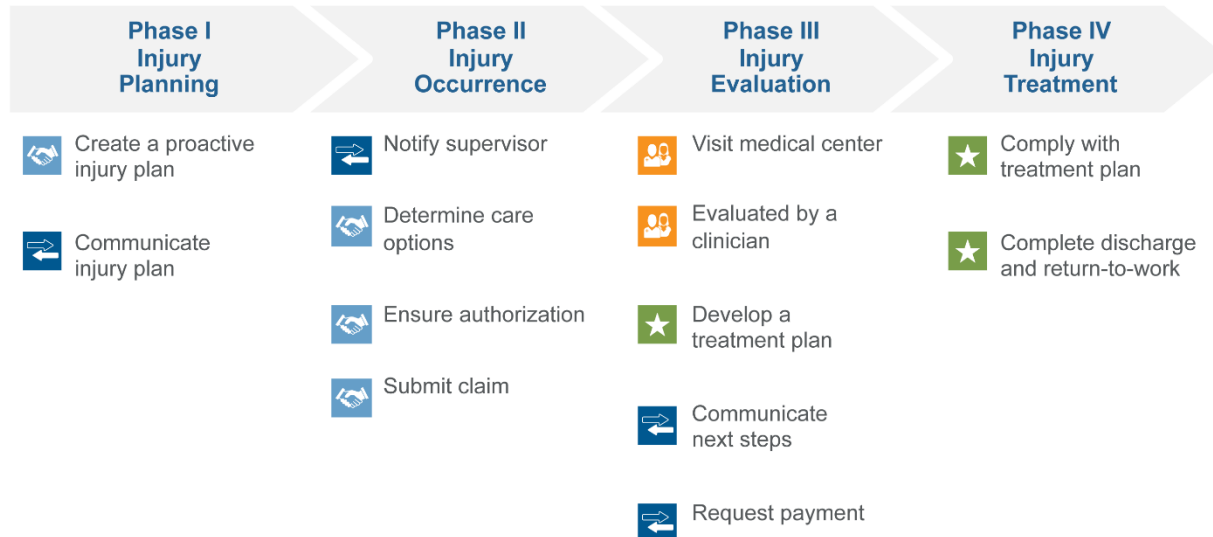 Phase I
Injury
Planning
Phase II
Injury
Occurrence
Phase III
Injury
Evaluation
Phase IV
Injury
Treatment
Create a proactive
injury plan
Communicate
injury plan
Notify supervisor
Determine care
options
Ensure authorization
Submit claim
Visit medical center
Evaluated by a
clinician
Develop a
treatment plan
Communicate
next steps
Request payment
Comply with
treatment plan
Complete discharge
and return-to-work